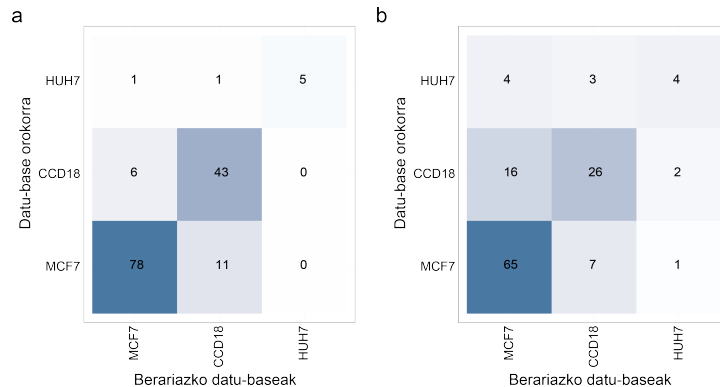 a
Datu-base orokorra
HUH7
1
1
5
CCD18
6
43
0
MCF7
78
11
0
MCF7
CCD18
HUH7
Berariazko datu-baseak
b
Datu-base orokorra
HUH7
4
3
4
CCD18
16
26
2
MCF7
65
7
1
MCF7
CCD18
HUH7
Berariazko datu-baseak